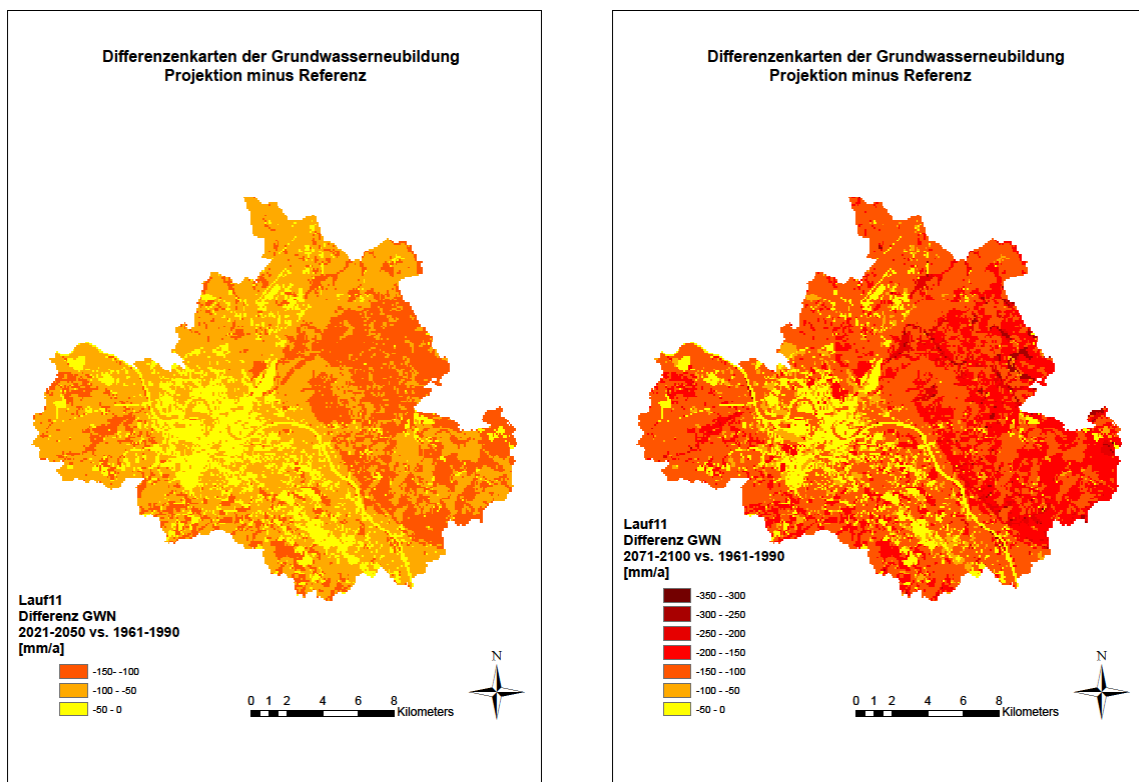 Differenzenkarten der Grundwasserneubildung
Projektion minus Referenz
Lauf11
Differenz GWN
2021-2050 vs. 1961-1990
[mm/a]
-150- -100
-100 - -50
-50 - 0
0 1 2 4 6 8
Kilometers
N
Differenzenkarten der Grundwasserneubildung
Projektion minus Referenz
Lauf11
Differenz GWN
2071-2100 vs. 1961-1990
[mm/a]
-350 - -300
-300 - -250
-250 - -200
-200 - -150
-150 - -100
-100 - -50
-50 - 0
0 1 2 4 6 8
Kilometers
N